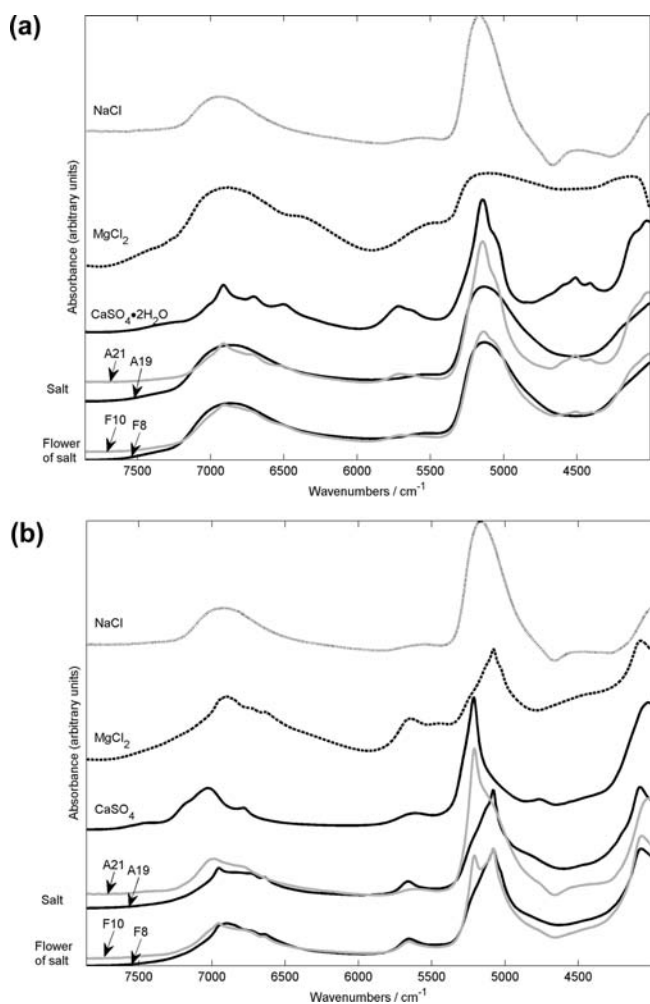 (a)
NaCl
MgCl2
CaSO4•2H2O
A21
A19
Salt
F10
F8
Flower
of salt
Absorbance (arbitrary units)
7500 7000 6500 6000 5500 5000 4500
Wavenumbers / cm-1
(b)
NaCl
MgCl2
CaSO4
A21
A19
Salt
F10
F8
Flower
of salt
Absorbance (arbitrary units)
7500 7000 6500 6000 5500 5000 4500
Wavenumbers / cm-1